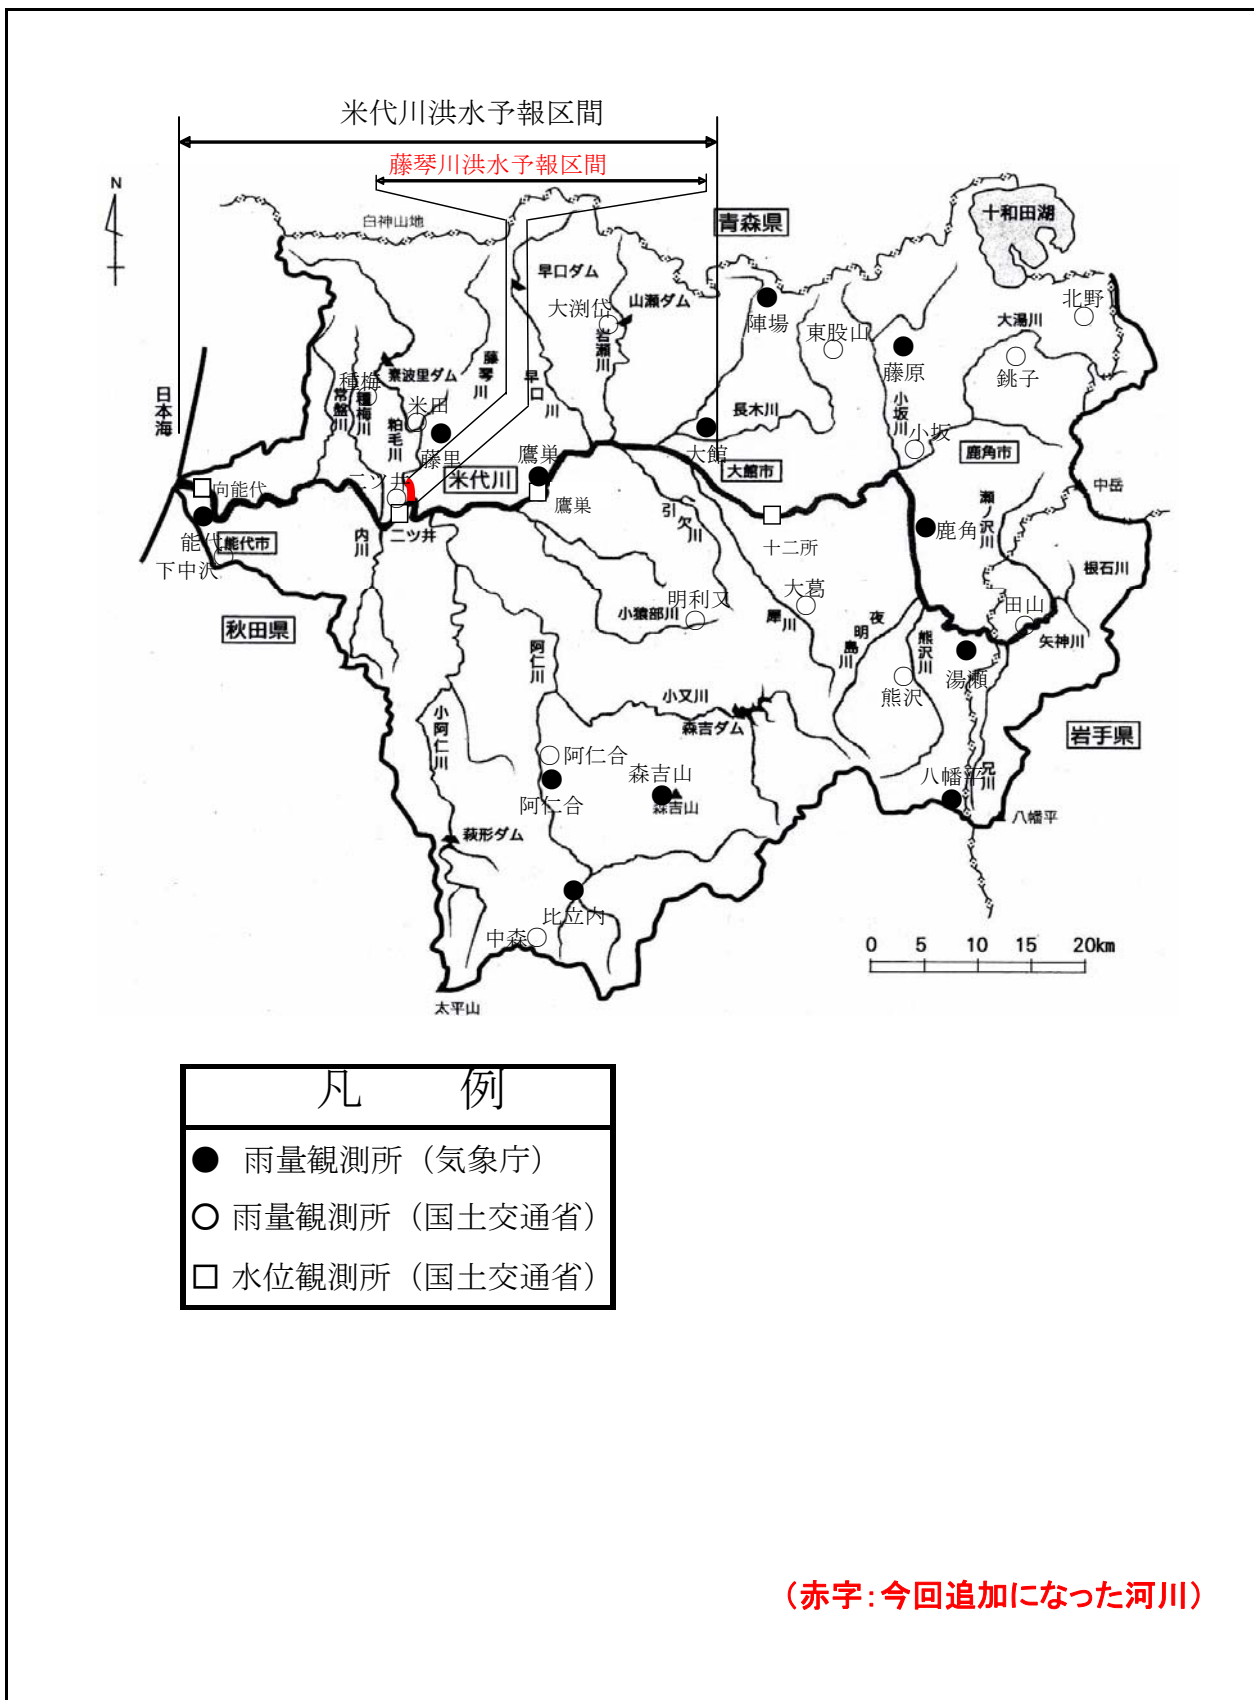 米代川洪水予報区間
藤琴川洪水予報区間
N
白神山地
青森県
十和田湖
早口ダム
大渕岱
山瀬ダム
岩瀬川
陣場
東股山
藤原
大湯川
北野
銚子
日本海
種梅
素波里ダム
藤琴川
早口川
常盤川
種梅川
粕毛川
米田
藤里
長木川
大館
小坂川
小坂
大館市
鹿角市
中岳
鷹巣
米代川
二ツ井
向能代
能代
能代市
下中沢
内川
二ツ井
鷹巣
引欠川
十二所
鹿角
瀬ノ沢川
根石川
秋田県
小猿部川
明利又
犀川
大葛
夜明島川
熊沢川
田山
矢神川
湯瀬
熊沢
阿仁川
小又川
森吉ダム
小阿仁川
岩手県
阿仁合
阿仁合
森吉山
森吉山
八幡平
兄川
八幡平
萩形ダム
比立内
中森
太平山
0 5 10 15 20km
凡 例
● 雨量観測所（気象庁）
○ 雨量観測所（国土交通省）
□ 水位観測所（国土交通省）
（赤字：今回追加になった河川）